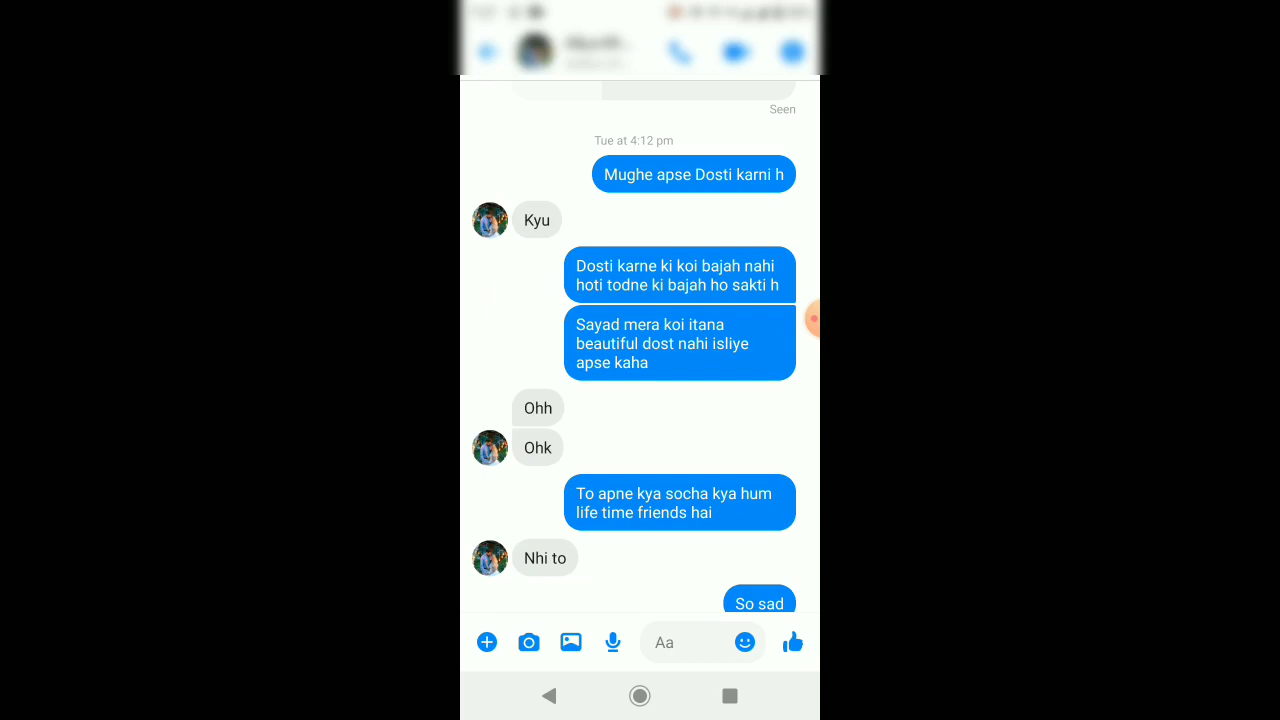 Seen
Tue at 4:12 pm
Mughe apse Dosti karni h
Kyu
Dosti karne ki koi bajah nahi
hoti todne ki bajah ho sakti h
Sayad mera koi itana
beautiful dost nahi isliye
apse kaha
Ohh
Ohk
To apne kya socha kya hum
life time friends hai
Nhi to
So sad
Aa